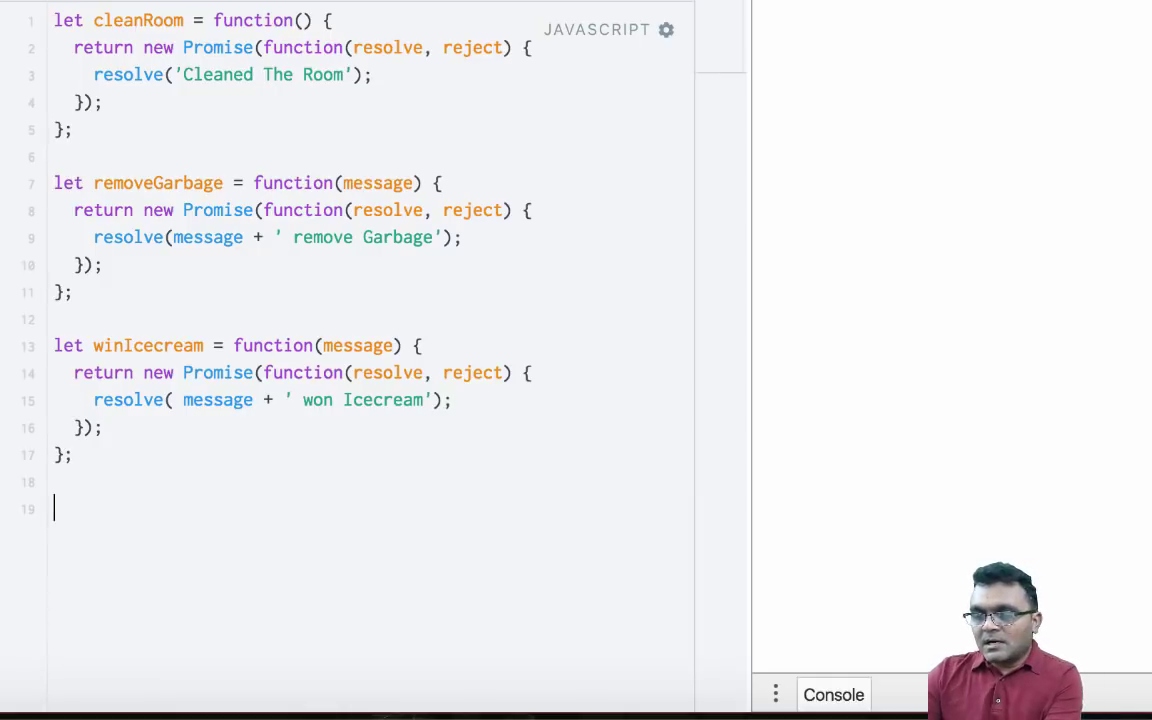 1 let cleanRoom = function() {
JAVASCRIPT
2 return new Promise(function(resolve, reject) {
3 resolve('Cleaned The Room');
4 });
5 };
6
7 let removeGarbage = function(message) {
8 return new Promise(function(resolve, reject) {
9 resolve(message + ' remove Garbage');
10 });
11 };
12
13 let winIcecream = function(message) {
14 return new Promise(function(resolve, reject) {
15 resolve( message + ' won Icecream');
16 });
17 };
18
19
Console